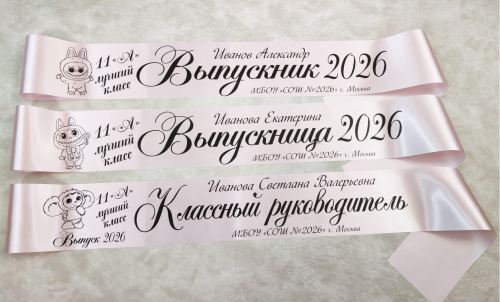 11 «А»
лучший
класс
Иванов Александр
Выпускник 2026
МБОУ «СОШ №2026» г. Москва
11 «А»
лучший
класс
Иванова Екатерина
Выпускница 2026
МБОУ «СОШ №2026» г. Москва
11 «А»
лучший
класс
Выпуск 2026
Иванова Светлана Валерьевна
Классный руководитель
МБОУ «СОШ №2026» г. Москва